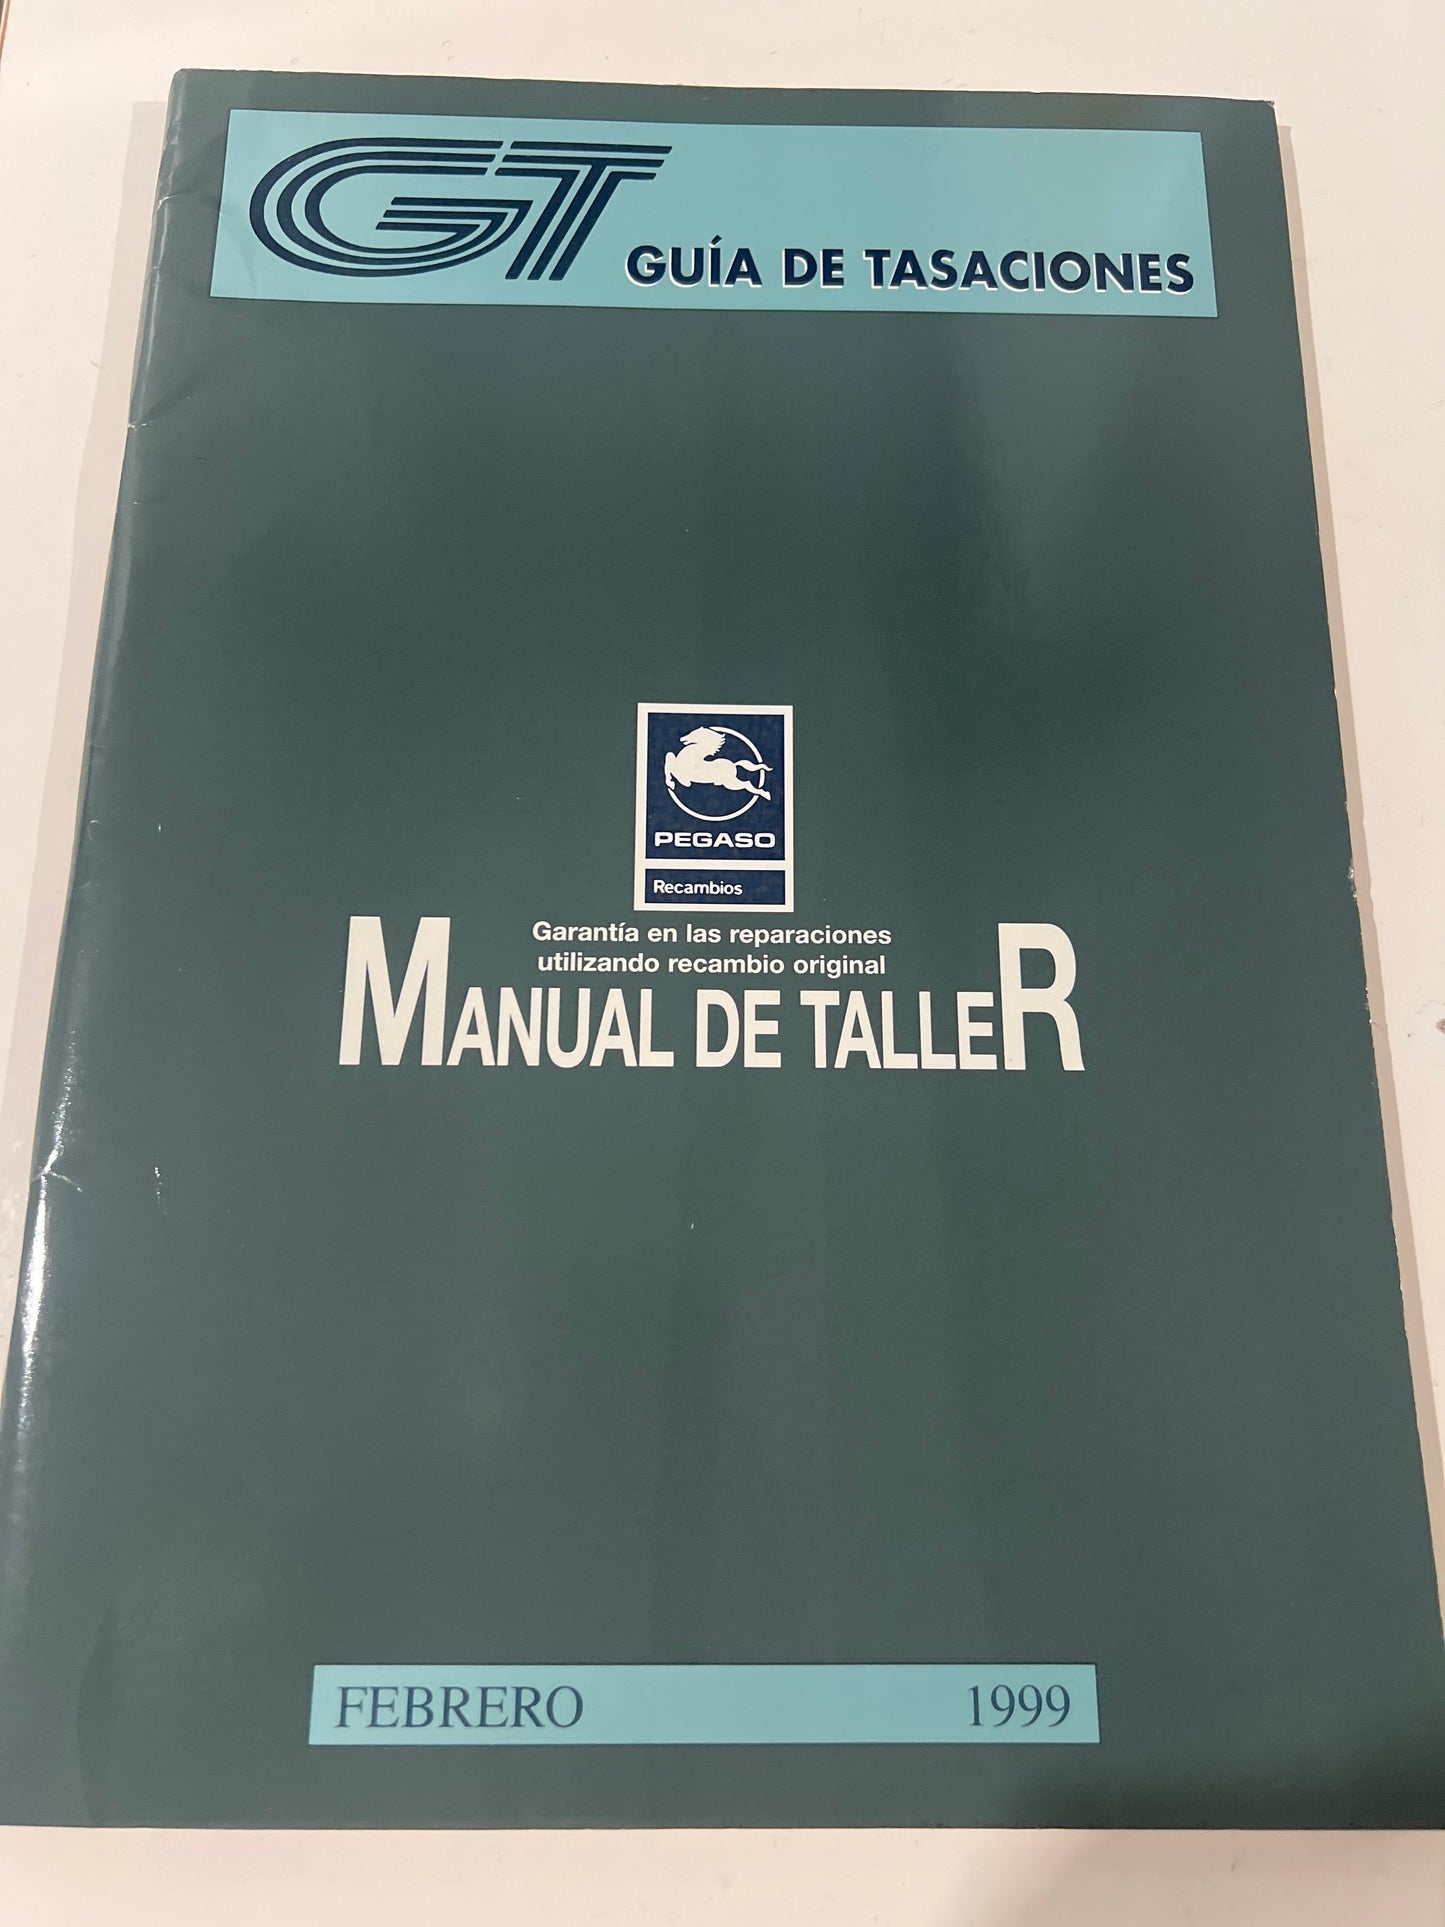 GT GUÍA DE TASACIONES
PEGASO
Recambios
Garantía en las reparaciones
utilizando recambio original
MANUAL DE TALLER
FEBRERO 1999